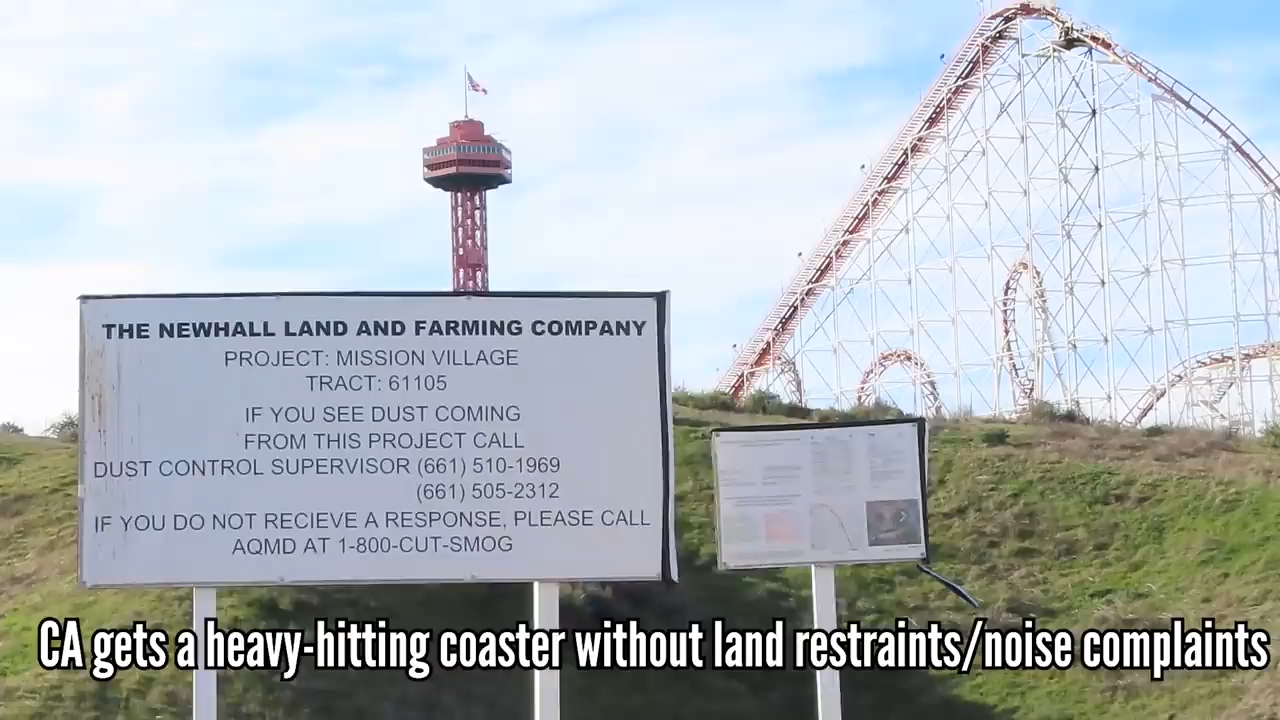 THE NEWHALL LAND AND FARMING COMPANY
PROJECT: MISSION VILLAGE
TRACT: 61105
IF YOU SEE DUST COMING
FROM THIS PROJECT CALL
DUST CONTROL SUPERVISOR (661) 510-1969
(661) 505-2312
IF YOU DO NOT RECIEVE A RESPONSE, PLEASE CALL
AQMD AT 1-800-CUT-SMOG
CA gets a heavy-hitting coaster without land restraints/noise complaints